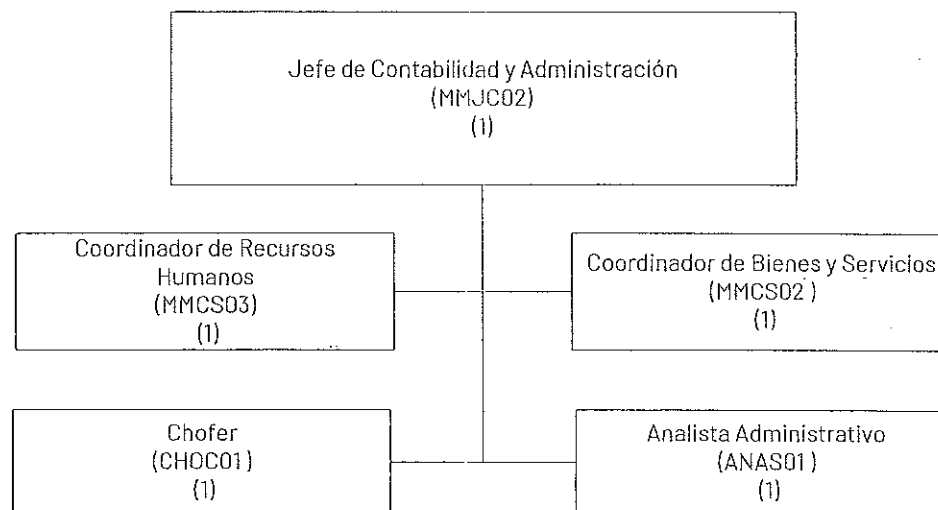 Jefe de Contabilidad y Administración
(MMJC02)
(1)
Coordinador de Recursos
Humanos
(MMCS03)
(1)
Coordinador de Bienes y Servicios
(MMCS02 )
(1)
Chofer
(CHOC01)
(1)
Analista Administrativo
(ANAS01 )
(1)